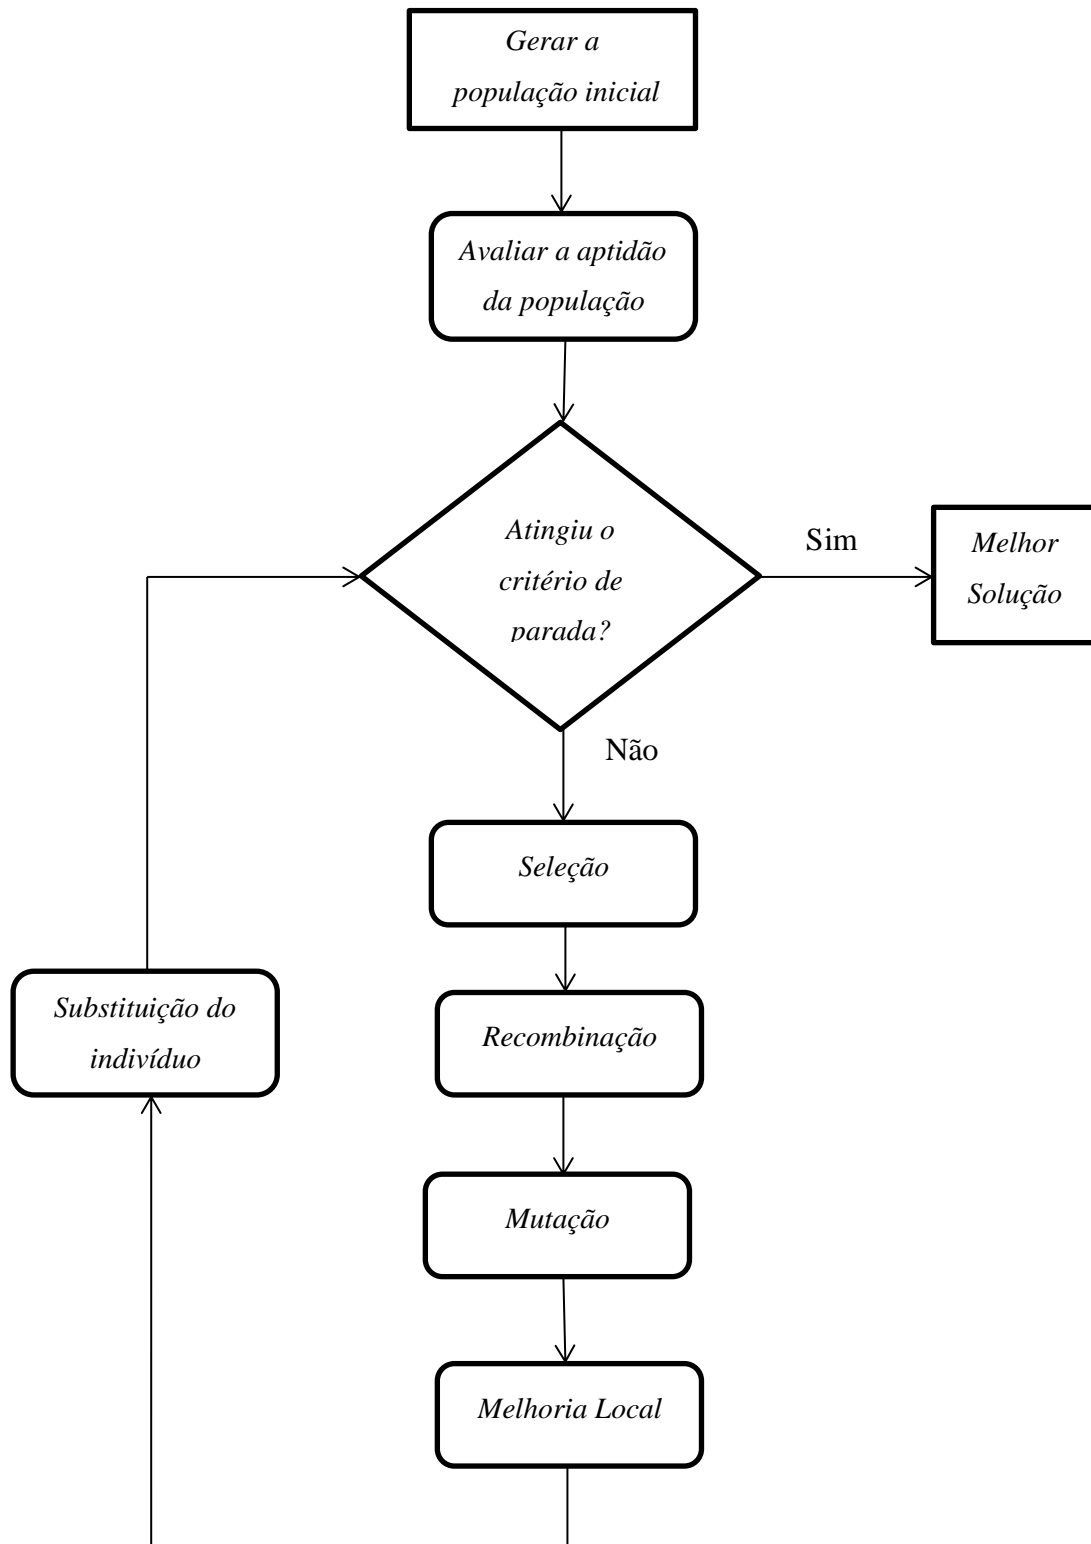 Gerar a
população inicial
Avaliar a aptidão
da população
Atingiu o
critério de
parada?
Sim
Melhor
Solução
Não
Seleção
Substituição do
indivíduo
Recombinação
Mutação
Melhoria Local